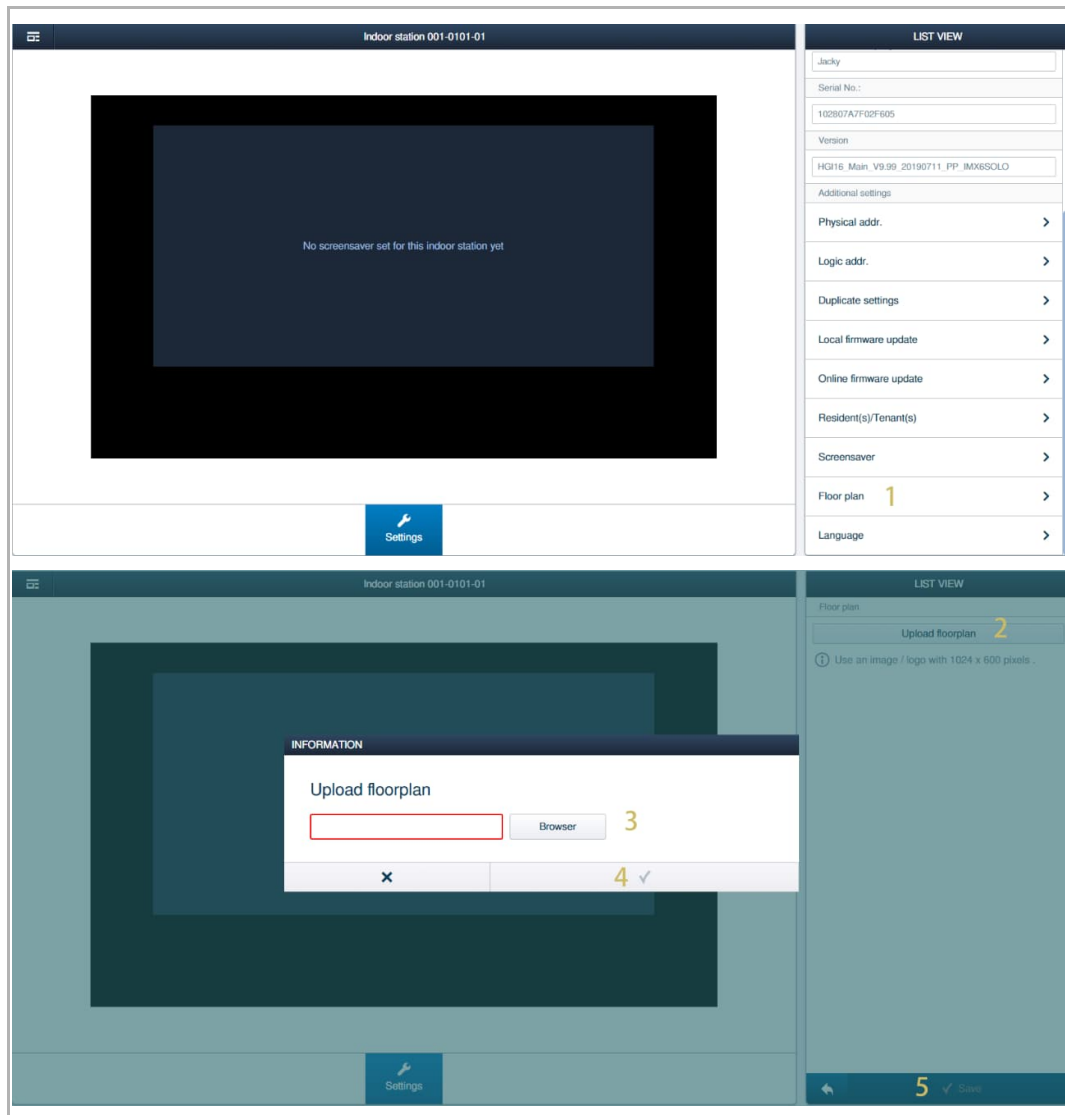 Indoor station 001-0101-01
No screensaver set for this indoor station yet
Settings
LIST VIEW
Jacky
Serial No.:
102807A7F02F605
Version
HGI16_Main_V9.99_20190711_PP_IMX6SOLO
Additional settings
Physical addr.
Logic addr.
Duplicate settings
Local firmware update
Online firmware update
Resident(s)/Tenant(s)
Screensaver
Floor plan 1
Language
Indoor station 001-0101-01
INFORMATION
Upload floorplan
Browser 3
4
Settings
LIST VIEW
Floor plan
Upload floorplan 2
Use an image / logo with 1024 x 600 pixels .
5 Save